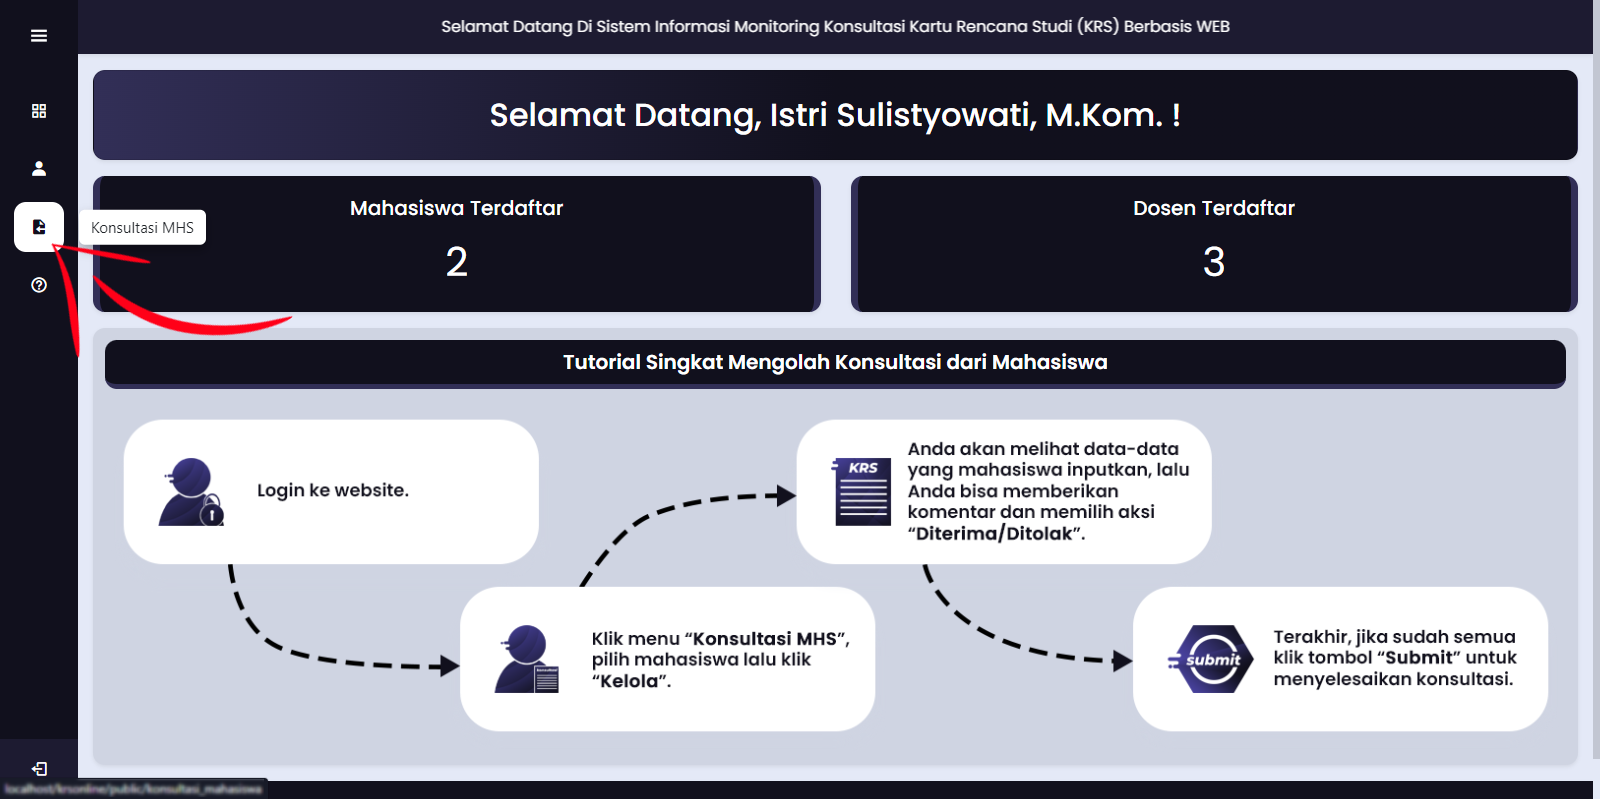 Selamat Datang Di Sistem Informasi Monitoring Konsultasi Kartu Rencana Studi (KRS) Berbasis WEB
Selamat Datang, Istri Sulistyowati, M.Kom. !
Mahasiswa Terdaftar
2
Dosen Terdaftar
3
Konsultasi MHS
Tutorial Singkat Mengolah Konsultasi dari Mahasiswa
Login ke website.
Klik menu “Konsultasi MHS”,
pilih mahasiswa lalu klik
“Kelola”.
KRS
Anda akan melihat data-data
yang mahasiswa inputkan, lalu
Anda bisa memberikan
komentar dan memilih aksi
“Diterima/Ditolak”.
submit
Terakhir, jika sudah semua
klik tombol “Submit” untuk
menyelesaikan konsultasi.
localhost/krsonline/public/konsultasi_mahasiswa